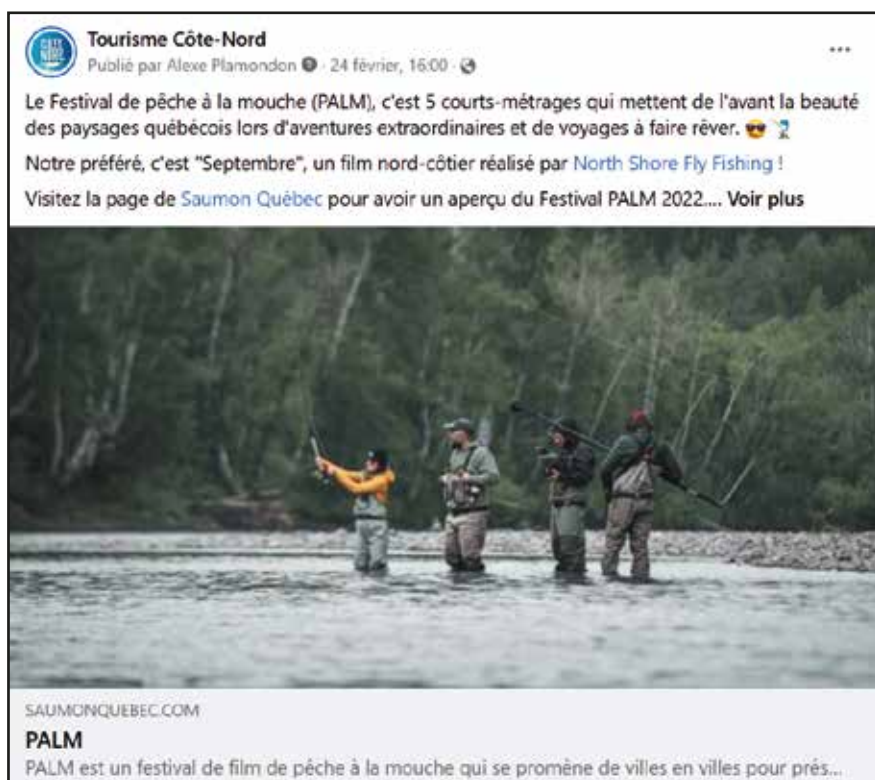 CÔTE
NORD
Tourisme Côte-Nord
Publié par Alexe Plamondon · 24 février, 16:00 ·
Le Festival de pêche à la mouche (PALM), c'est 5 courts-métrages qui mettent de l'avant la beauté
des paysages québécois lors d'aventures extraordinaires et de voyages à faire rêver. 😎 🎣
Notre préféré, c'est "Septembre", un film nord-côtier réalisé par North Shore Fly Fishing !
Visitez la page de Saumon Québec pour avoir un aperçu du Festival PALM 2022.... Voir plus
SAUMONQUEBEC.COM
PALM
PALM est un festival de film de pêche à la mouche qui se promène de villes en villes pour prés...